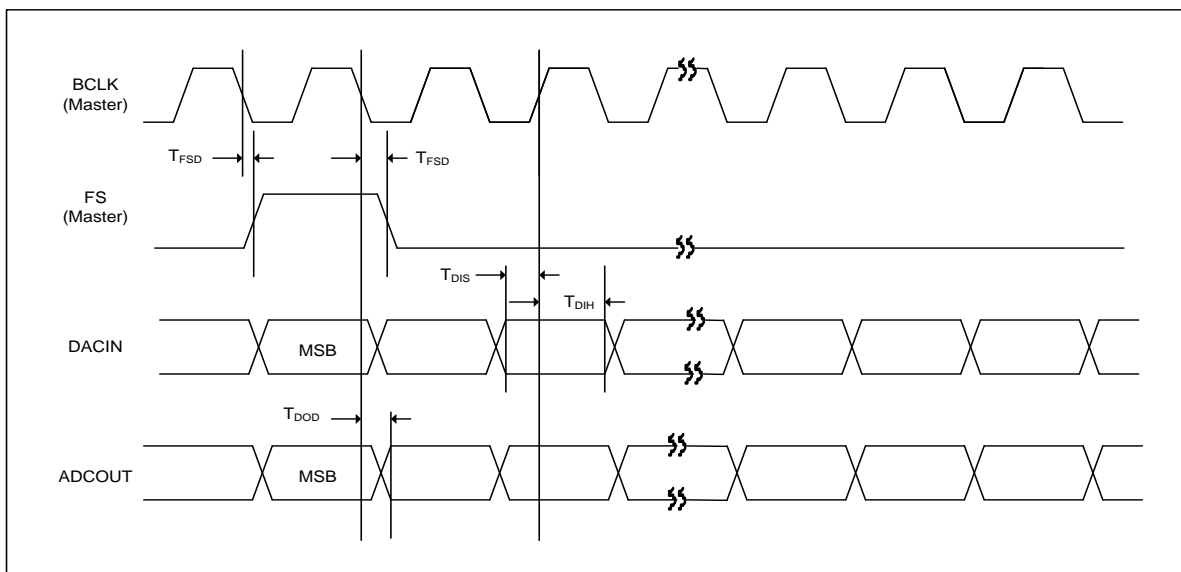 BCLK
(Master)
TFSD
TFSD
FS
(Master)
TDIS
TDIH
DACIN
MSB
TDOD
ADCOUT
MSB